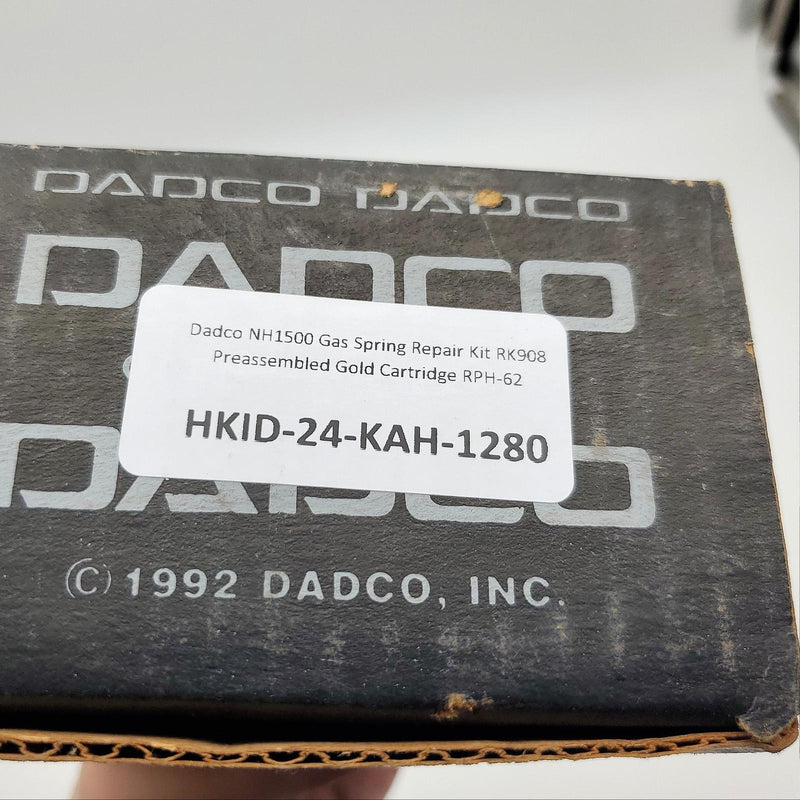 DADCO DADCO
DADCO
Dadco NH1500 Gas Spring Repair Kit RK908
Preassembled Gold Cartridge RPH-62
HKID-24-KAH-1280
DADCO
(C) 1992 DADCO, INC.